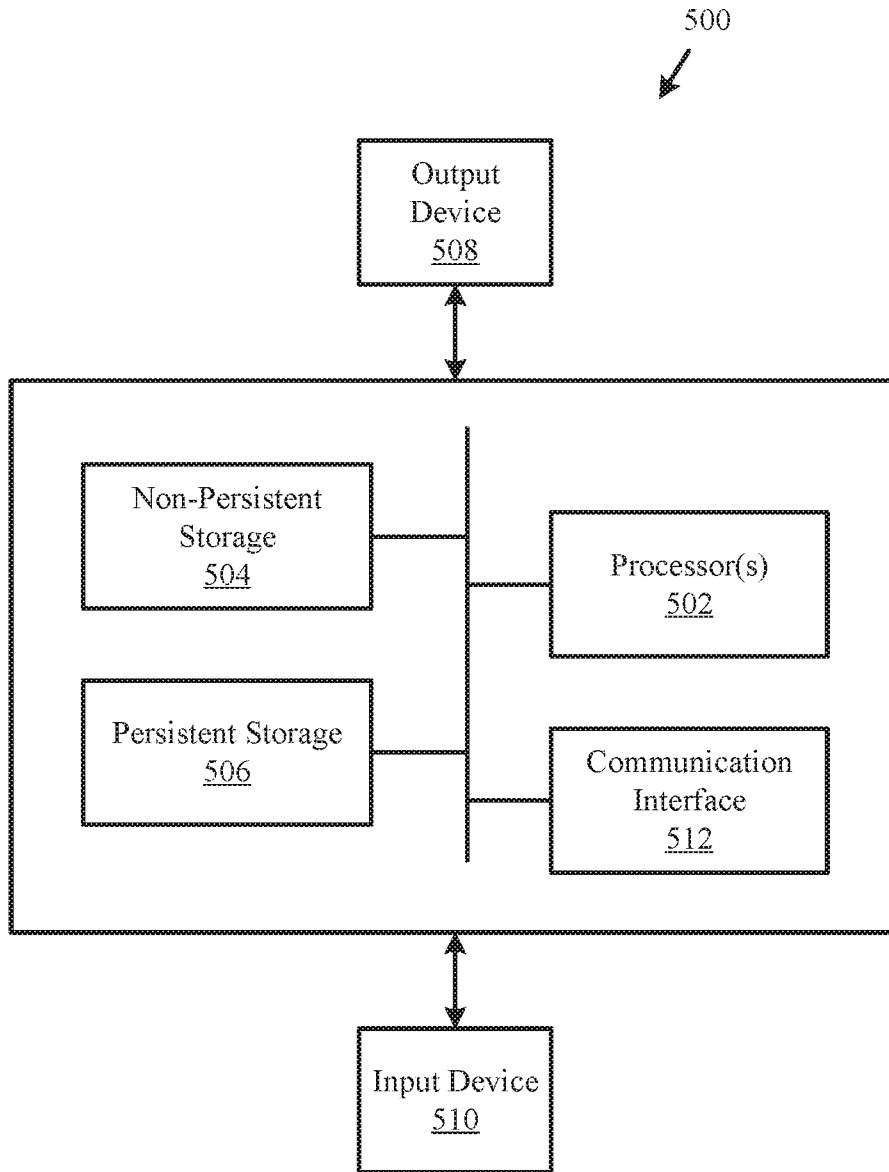 500
Output
Device
508
Non-Persistent
Storage
504
Processor(s)
502
Persistent Storage
506
Communication
Interface
512
Input Device
510